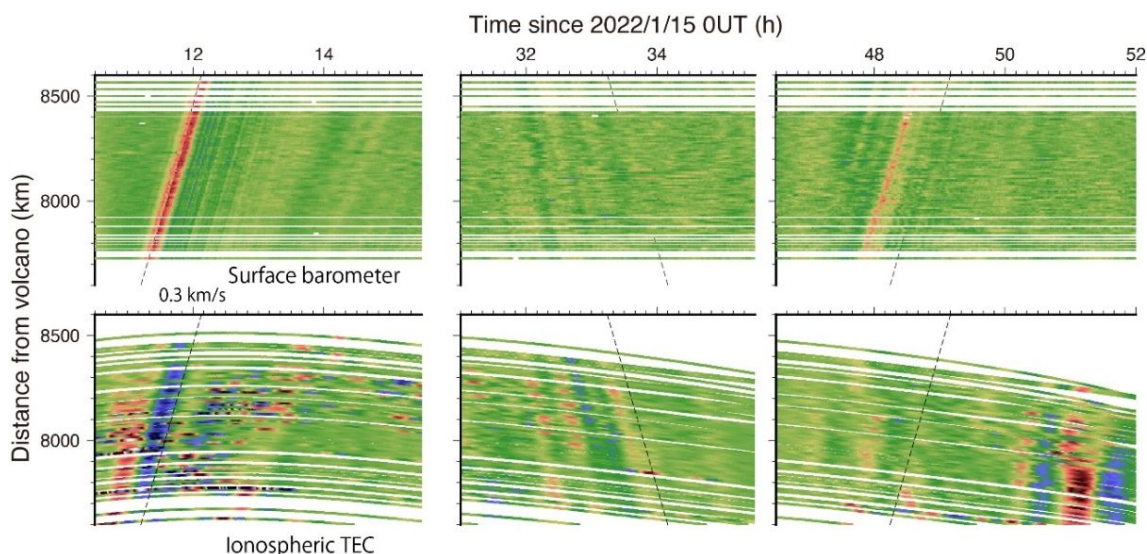 Time since 2022/1/15 0UT (h)
12 14 32 34 48 50 52
8500
8000
Distance from volcano (km)
Surface barometer
0.3 km/s
8500
8000
Ionospheric TEC